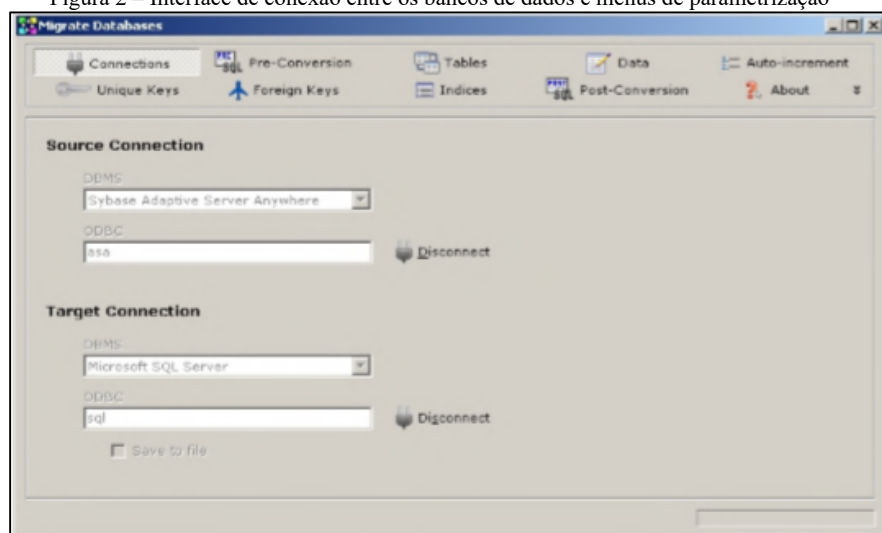 Figura 2 – Interface de conexão entre os bancos de dados e menus de parametrização
Migrate Databases
Connections Pre-Conversion Tables Data Auto-increment
Unique Keys Foreign Keys Indices Post-Conversion About
Source Connection
DBMS
Sybase Adaptive Server Anywhere
ODBC
asa Disconnect
Target Connection
DBMS
Microsoft SQL Server
ODBC
sql Disconnect
Save to file